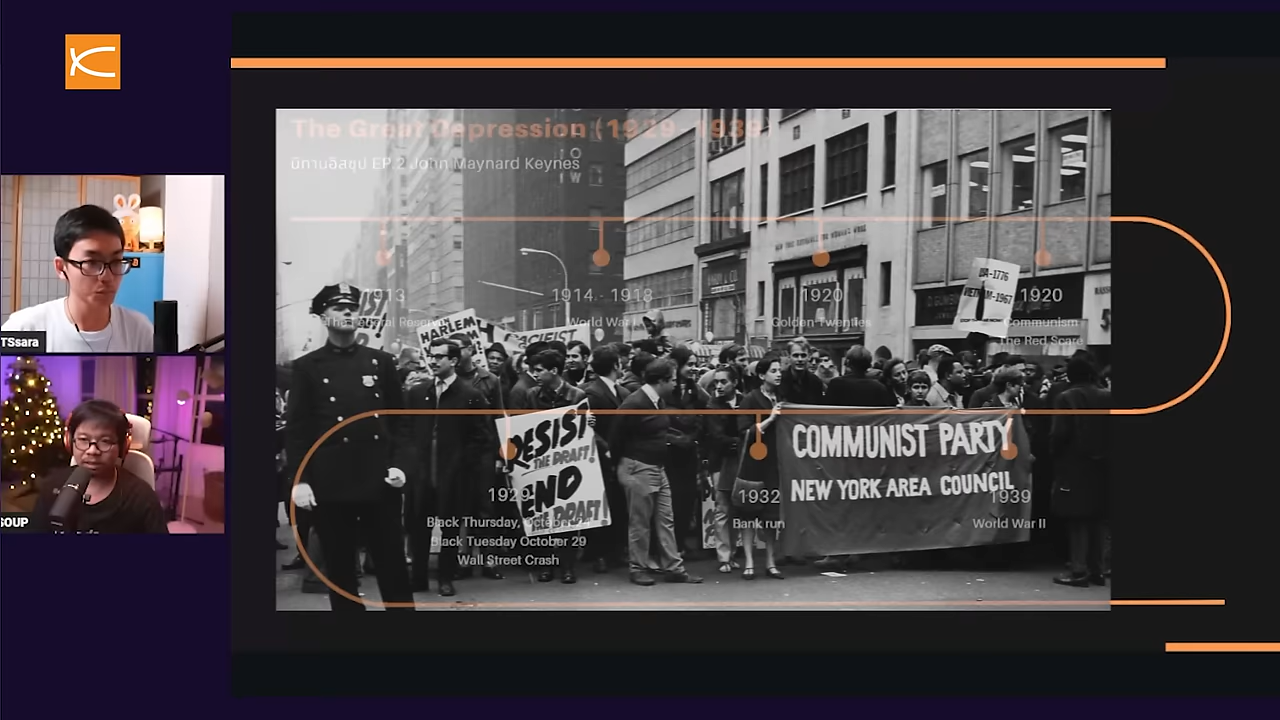 The Great Depression (1929-1939)
นิทานอีสซุป EP.2 John Maynard Keynes
1913
The Federal Reserve
1914 - 1918
World War I
1920
Golden Twenties
1920
Communism
The Red Scare
HARLEM
RESIST
THE DRAFT!
END
THE DRAFT!
COMMUNIST PARTY
NEW YORK AREA COUNCIL
1929
Black Thursday, October 24
Black Tuesday October 29
Wall Street Crash
1932
Bank run
1939
World War II
TSsara
SOUP